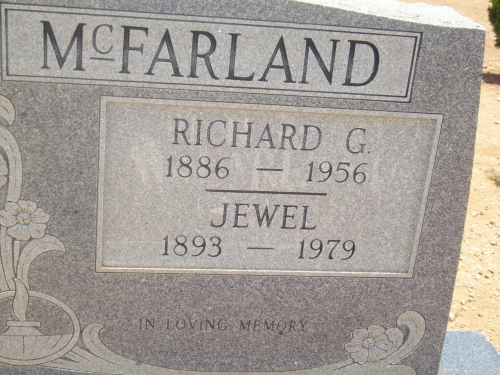 McFARLAND
RICHARD G.
1886 — 1956
JEWEL
1893 — 1979
IN LOVING MEMORY